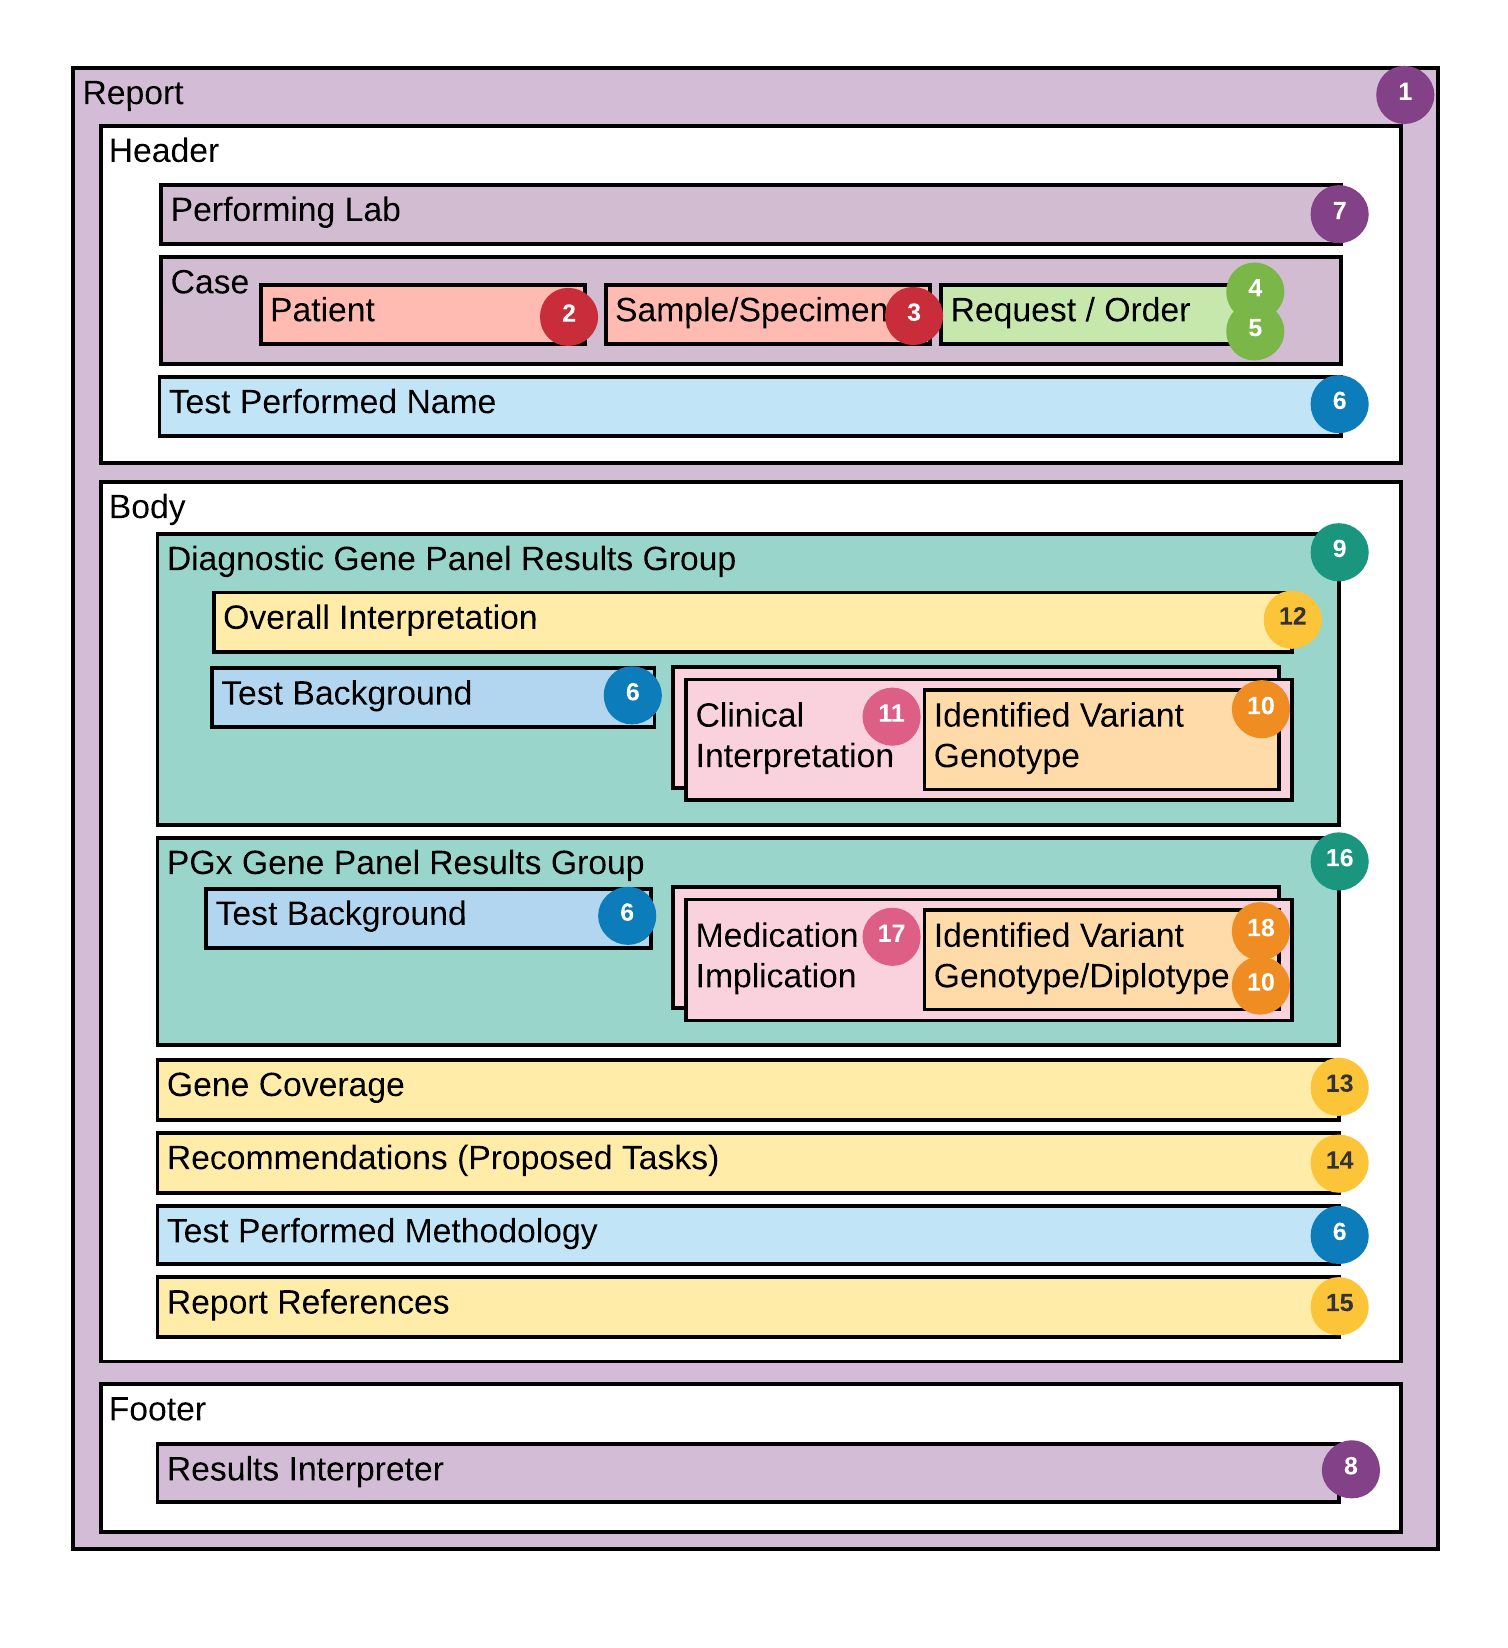 Report
1
Header
Performing Lab
7
Case
Patient
2
Sample/Specimen
3
Request / Order
4
5
Test Performed Name
6
Body
Diagnostic Gene Panel Results Group
9
Overall Interpretation
12
Test Background
6
Clinical
Interpretation
11
Identified Variant
Genotype
10
PGx Gene Panel Results Group
16
Test Background
6
Medication
Implication
17
Identified Variant
Genotype/Diplotype
18
10
Gene Coverage
13
Recommendations (Proposed Tasks)
14
Test Performed Methodology
6
Report References
15
Footer
Results Interpreter
8